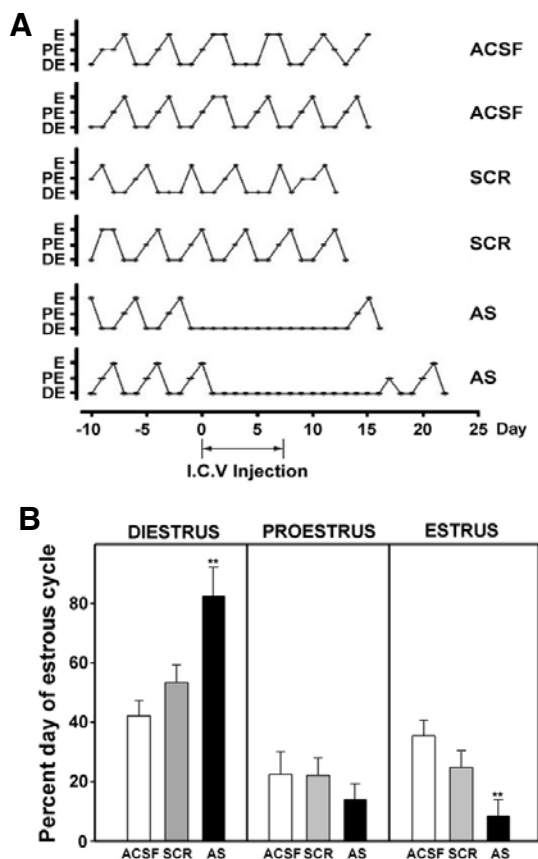 A
E
PE
DE
ACSF
E
PE
DE
ACSF
E
PE
DE
SCR
E
PE
DE
SCR
E
PE
DE
AS
E
PE
DE
AS
-10 -5 0 5 10 15 20 25 Day
I.C.V Injection
B
DIESTRUS PROESTRUS ESTRUS
Percent day of estrous cycle
80
60
40
20
0
** **
ACSF SCR AS ACSF SCR AS ACSF SCR AS